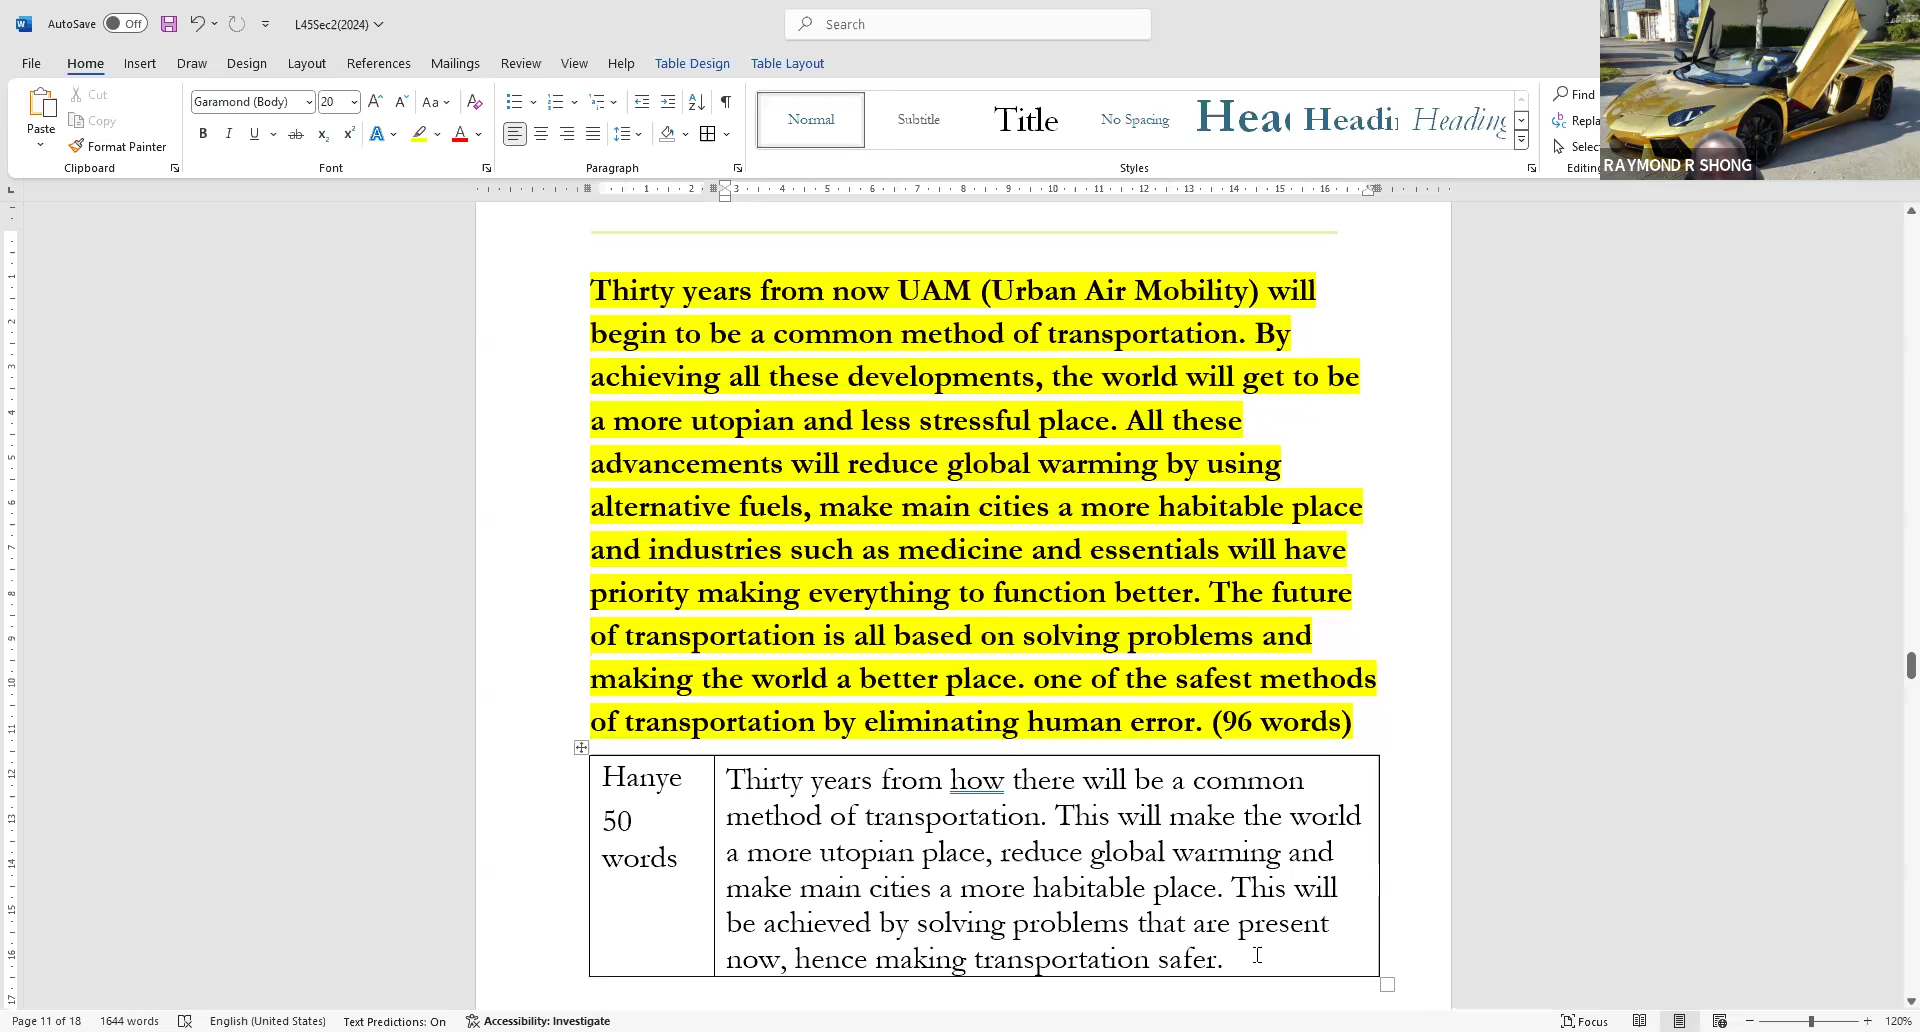 AutoSave Off L45Sec2(2024) Search
File Home Insert Draw Design Layout References Mailings Review View Help Table Design Table Layout
Paste Cut Copy Format Painter
Garamond (Body) 20
Normal Subtitle Title No Spacing Headi Heading
Find
Repla
Selec
Clipboard Font Paragraph Styles Editing
RAYMOND R SHONG
Thirty years from now UAM (Urban Air Mobility) will
begin to be a common method of transportation. By
achieving all these developments, the world will get to be
a more utopian and less stressful place. All these
advancements will reduce global warming by using
alternative fuels, make main cities a more habitable place
and industries such as medicine and essentials will have
priority making everything to function better. The future
of transportation is all based on solving problems and
making the world a better place. one of the safest methods
of transportation by eliminating human error. (96 words)
Hanye
50
words
Thirty years from how there will be a common
method of transportation. This will make the world
a more utopian place, reduce global warming and
make main cities a more habitable place. This will
be achieved by solving problems that are present
now, hence making transportation safer.
Page 11 of 18 1644 words English (United States) Text Predictions: On Accessibility: Investigate Focus 120%